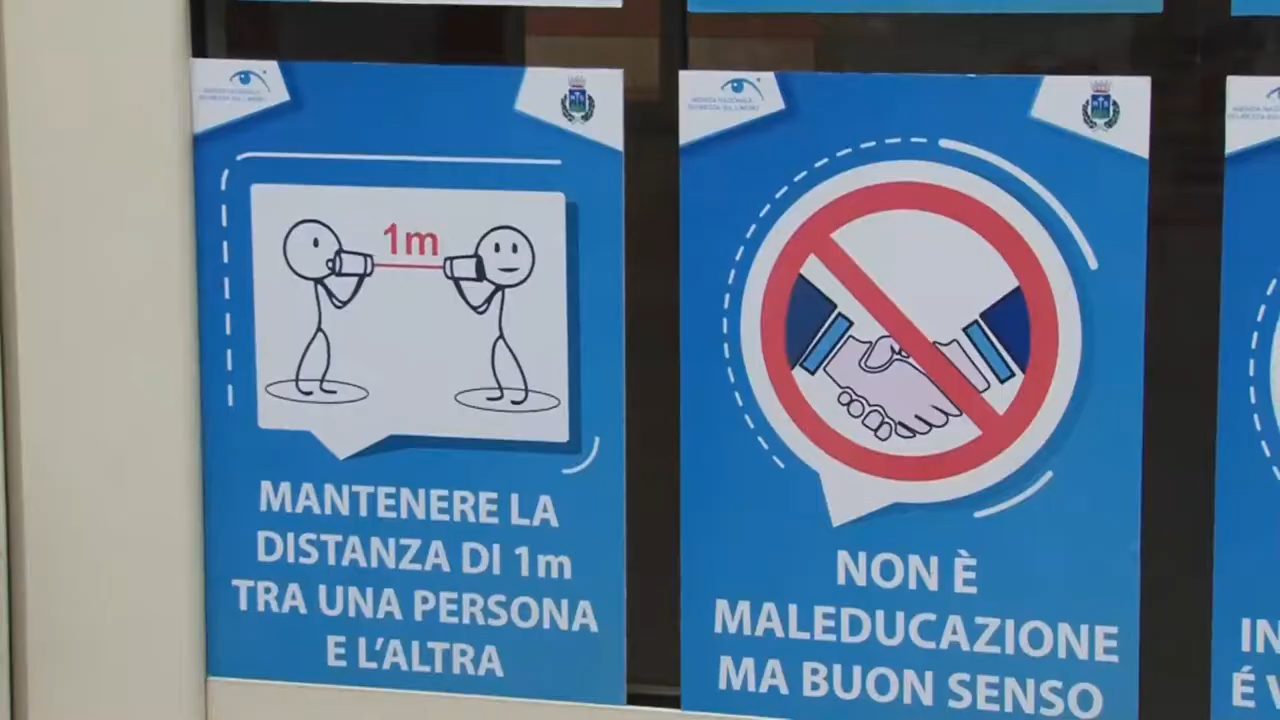 1m
MANTENERE LA
DISTANZA DI 1m
TRA UNA PERSONA
E L'ALTRA
NON È
MALEDUCAZIONE
MA BUON SENSO
IN
É